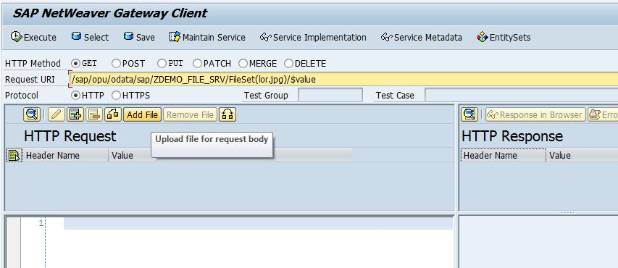 SAP NetWeaver Gateway Client
Execute Select Save Maintain Service Service Implementation Service Metadata EntitySets
HTTP Method GET POST PUT PATCH MERGE DELETE
Request URI /sap/opu/odata/sap/ZDEMO_FILE_SRV/FileSet(lor.jpg)/$value
Protocol HTTP HTTPS Test Group Test Case
Add File Remove File Response in Browser Erro
Upload file for request body
HTTP Request HTTP Response
Header Name Value Header Name Value
1